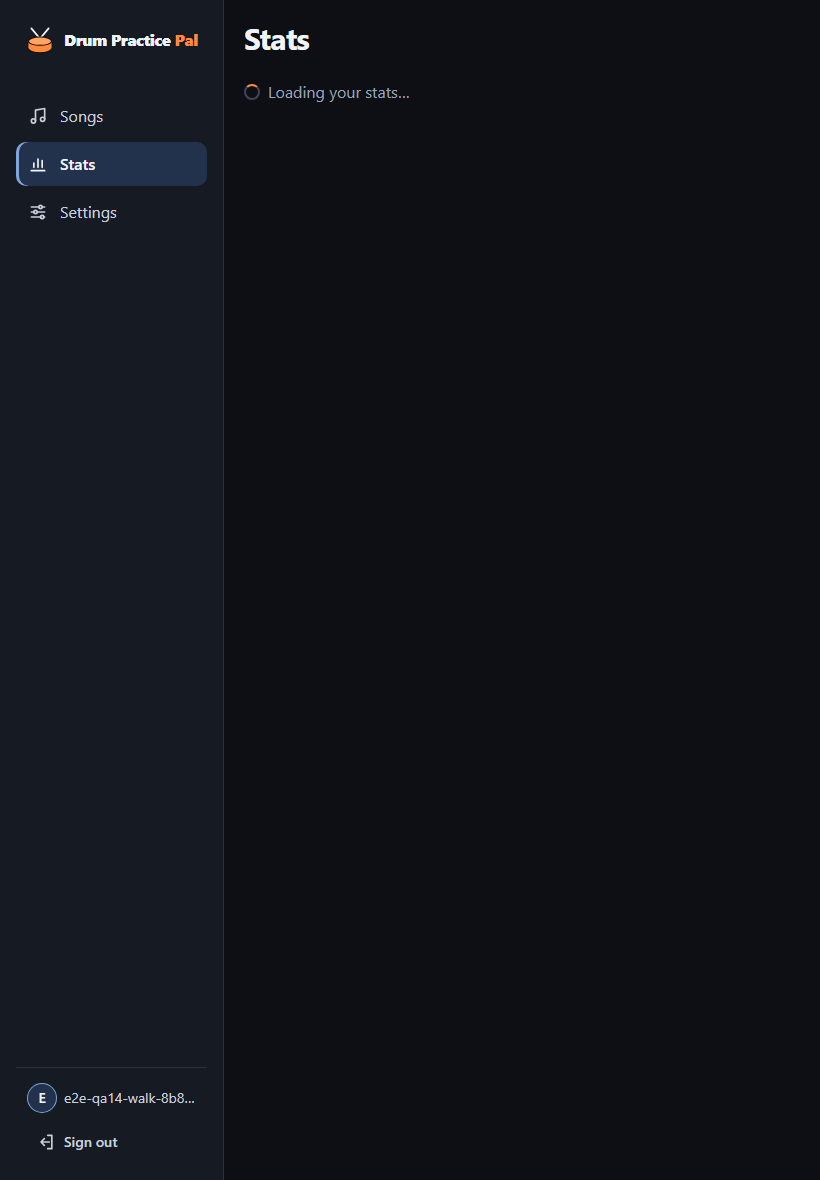 Drum Practice Pal
Songs
Stats
Settings
e2e-qa14-walk-8b8...
Sign out
Stats
Loading your stats...